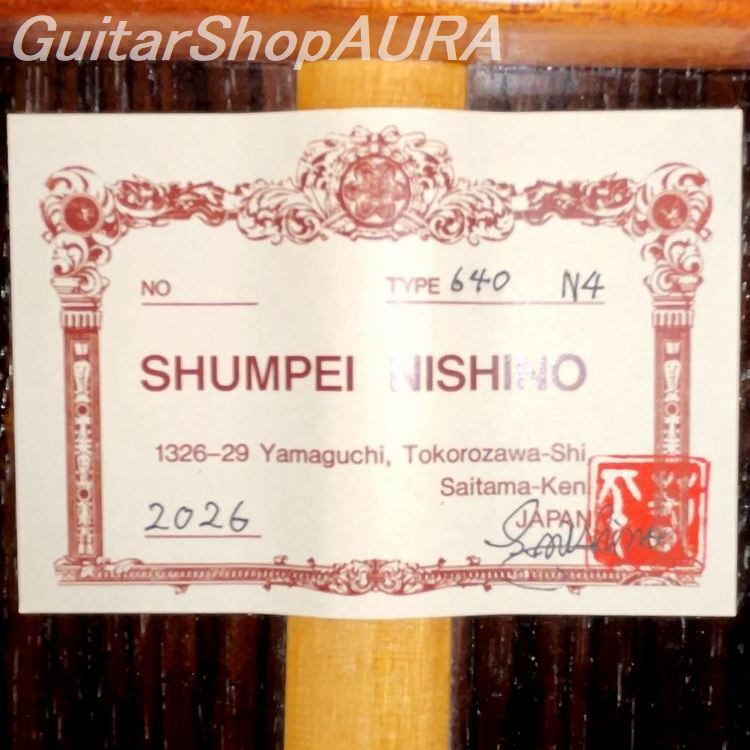 GuitarShopAURA
NO
TYPE 640 N4
SHUMPEI NISHINO
1326-29 Yamaguchi, Tokorozawa-Shi
Saitama-Ken
2026
JAPAN